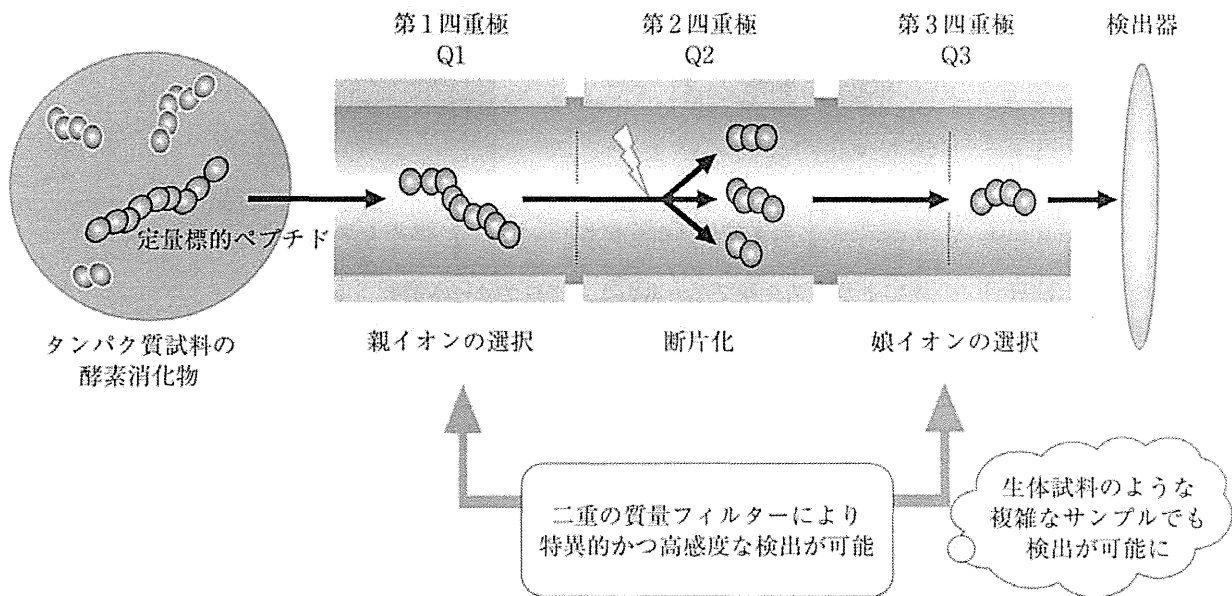 第1四重極
Q1
第2四重極
Q2
第3四重極
Q3
検出器
定量標的ペプチド
タンパク質試料の
酵素消化物
親イオンの選択
断片化
娘イオンの選択
二重の質量フィルターにより
特異的かつ高感度な検出が可能
生体試料のような
複雑なサンプルでも
検出が可能に